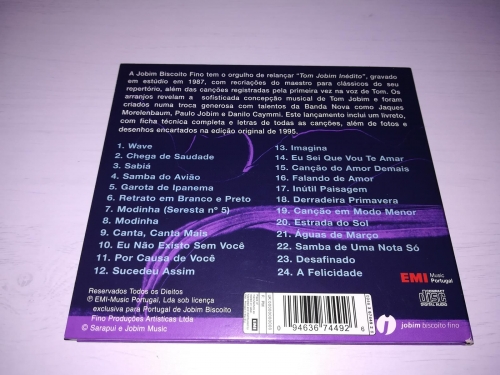 A Jobim Biscoito Fino tem o orgulho de relançar "Tom Jobim Inédito", gravado
em estúdio em 1987, com recriações do maestro para clássicos do seu
repertório, além das canções registradas pela primeira vez na voz de Tom. Os
arranjos revelam a sofisticada concepção musical de Tom Jobim e foram
criados numa troca generosa com talentos da Banda Nova como Jaques
Morelenbaum, Paulo Jobim e Danilo Caymmi. Este lançamento inclui um livreto,
com ficha técnica completa e letras de todas as canções, além de fotos e
desenhos encartados na edição original de 1995.
1. Wave
2. Chega de Saudade
3. Sabiá
4. Samba do Avião
5. Garota de Ipanema
6. Retrato em Branco e Preto
7. Modinha (Seresta nº 5)
8. Modinha
9. Canta, Canta Mais
10. Eu Não Existo Sem Você
11. Por Causa de Você
12. Sucedeu Assim
13. Imagina
14. Eu Sei Que Vou Te Amar
15. Canção do Amor Demais
16. Falando de Amor
17. Inútil Paisagem
18. Derradeira Primavera
19. Canção em Modo Menor
20. Estrada do Sol
21. Águas de Março
22. Samba de Uma Nota Só
23. Desafinado
24. A Felicidade
Reservados Todos os Direitos
℗ EMI-Music Portugal, Lda sob licença
exclusiva para Portugal de Jobim Biscoito
Fino Produções Artísticas Ltda
© Sarapui e Jobim Music
EMI Music
Portugal
COMPACT
disc
DIGITAL AUDIO
jobim biscoito fino
0 94636 74492 6